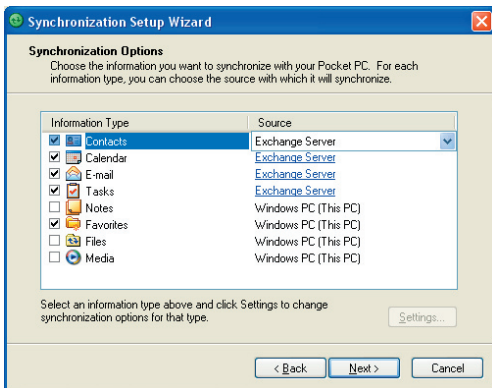 Synchronization Setup Wizard
Synchronization Options
Choose the information you want to synchronize with your Pocket PC. For each
information type, you can choose the source with which it will synchronize.
Information Type Source
Contacts Exchange Server
Calendar Exchange Server
E-mail Exchange Server
Tasks Exchange Server
Notes Windows PC (This PC)
Favorites Windows PC (This PC)
Files Windows PC (This PC)
Media Windows PC (This PC)
Select an information type above and click Settings to change
synchronization options for that type.
Settings...
< Back Next > Cancel